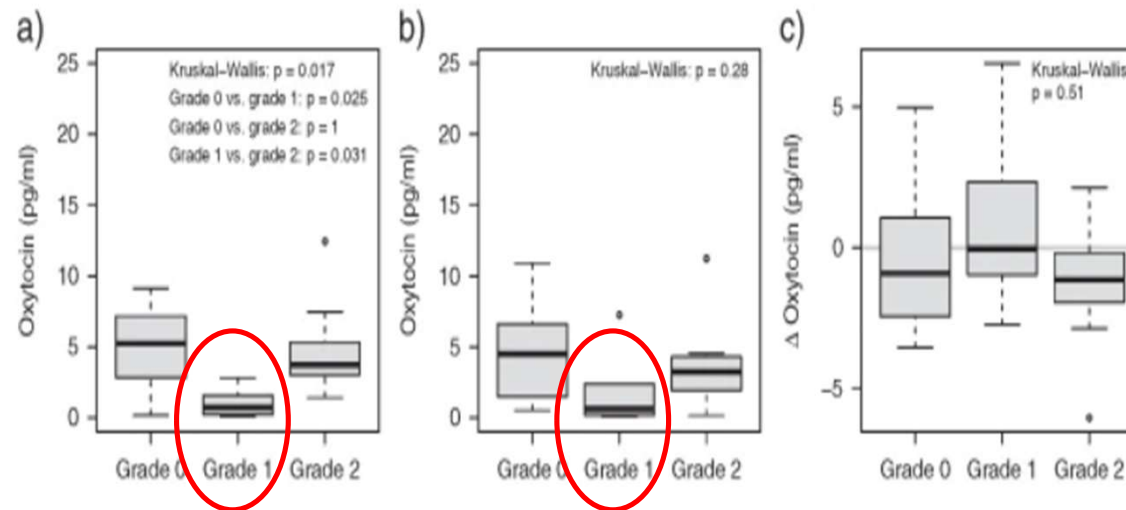 a)
Kruskal-Wallis: p = 0.017
Grade 0 vs. grade 1: p = 0.025
Grade 0 vs. grade 2: p = 1
Grade 1 vs. grade 2: p = 0.031
Oxytocin (pg/ml)
25
20
15
10
5
0
Grade 0 Grade 1 Grade 2
b)
Kruskal-Wallis: p = 0.28
Oxytocin (pg/ml)
25
20
15
10
5
0
Grade 0 Grade 1 Grade 2
c)
Kruskal-Wallis
p = 0.51
Δ Oxytocin (pg/ml)
5
0
−5
Grade 0 Grade 1 Grade 2